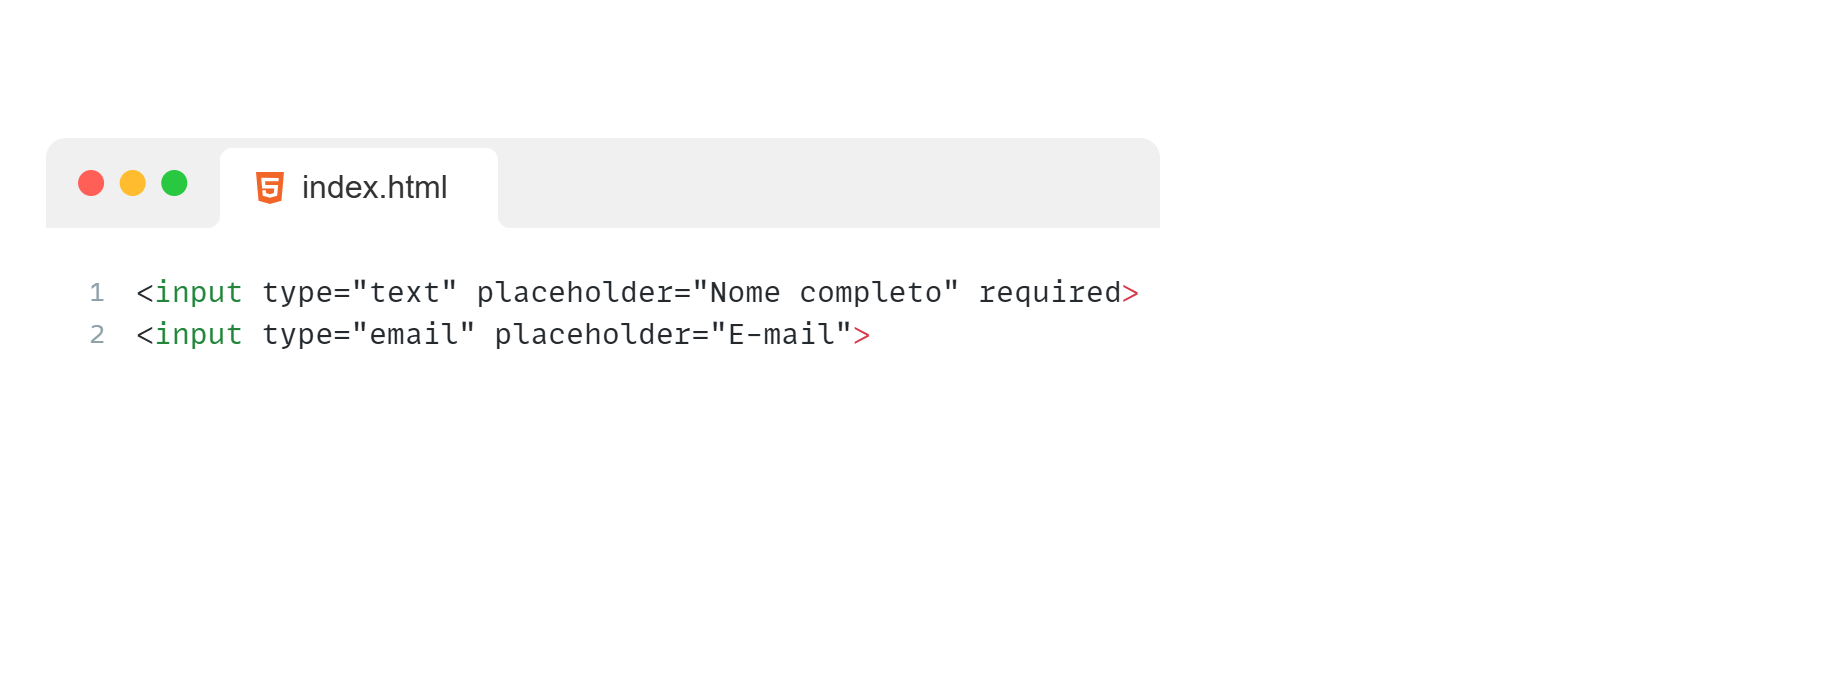 index.html
1 <input type="text" placeholder="Nome completo" required>
2 <input type="email" placeholder="E-mail">